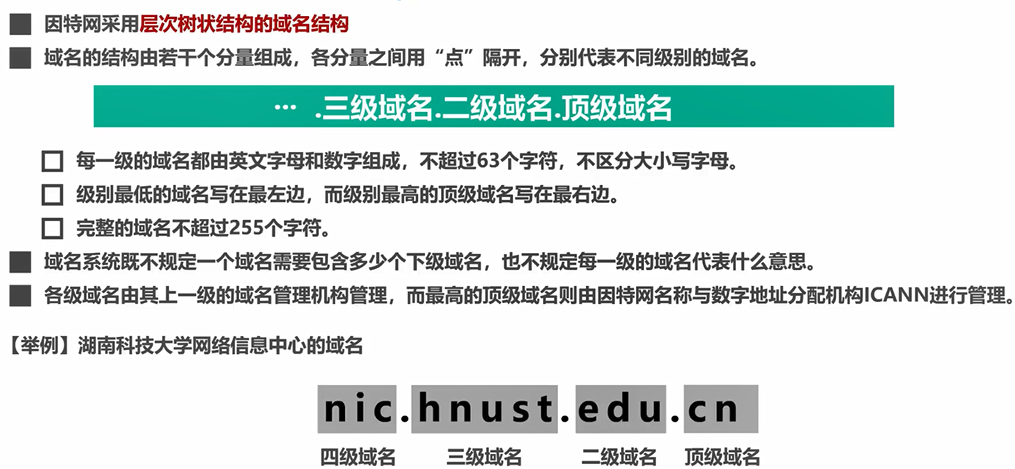 因特网采用层次树状结构的域名结构
域名的结构由若干个分量组成，各分量之间用“点”隔开，分别代表不同级别的域名。
… .三级域名.二级域名.顶级域名
每一级的域名都由英文字母和数字组成，不超过63个字符，不区分大小写字母。
级别最低的域名写在最左边，而级别最高的顶级域名写在最右边。
完整的域名不超过255个字符。
域名系统既不规定一个域名需要包含多少个下级域名，也不规定每一级的域名代表什么意思。
各级域名由其上一级的域名管理机构管理，而最高的顶级域名则由因特网名称与数字地址分配机构ICANN进行管理。
【举例】湖南科技大学网络信息中心的域名
nic.hnust.edu.cn
四级域名 三级域名 二级域名 顶级域名